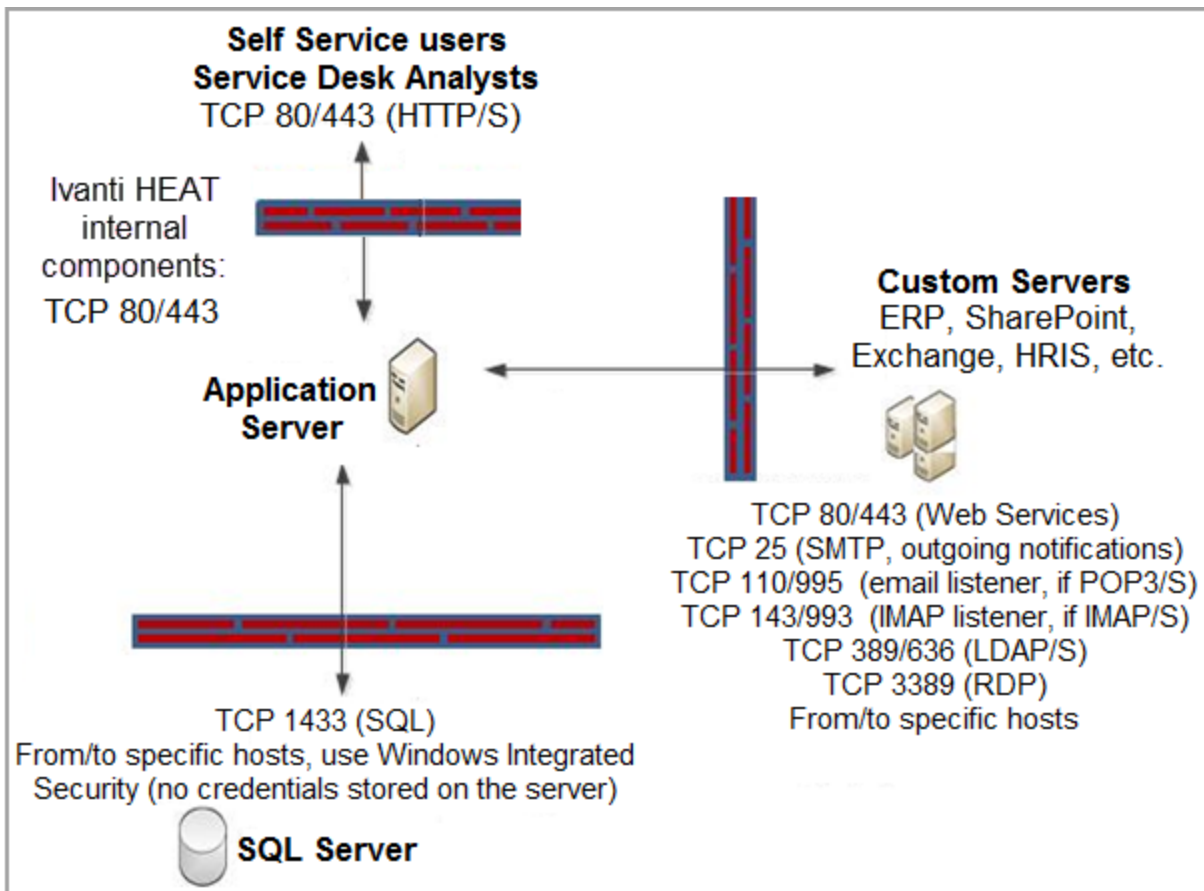 Self Service users
Service Desk Analysts
TCP 80/443 (HTTP/S)
Ivanti HEAT
internal
components:
TCP 80/443
Application
Server
Custom Servers
ERP, SharePoint,
Exchange, HRIS, etc.
TCP 80/443 (Web Services)
TCP 25 (SMTP, outgoing notifications)
TCP 110/995 (email listener, if POP3/S)
TCP 143/993 (IMAP listener, if IMAP/S)
TCP 389/636 (LDAP/S)
TCP 3389 (RDP)
From/to specific hosts
TCP 1433 (SQL)
From/to specific hosts, use Windows Integrated
Security (no credentials stored on the server)
SQL Server